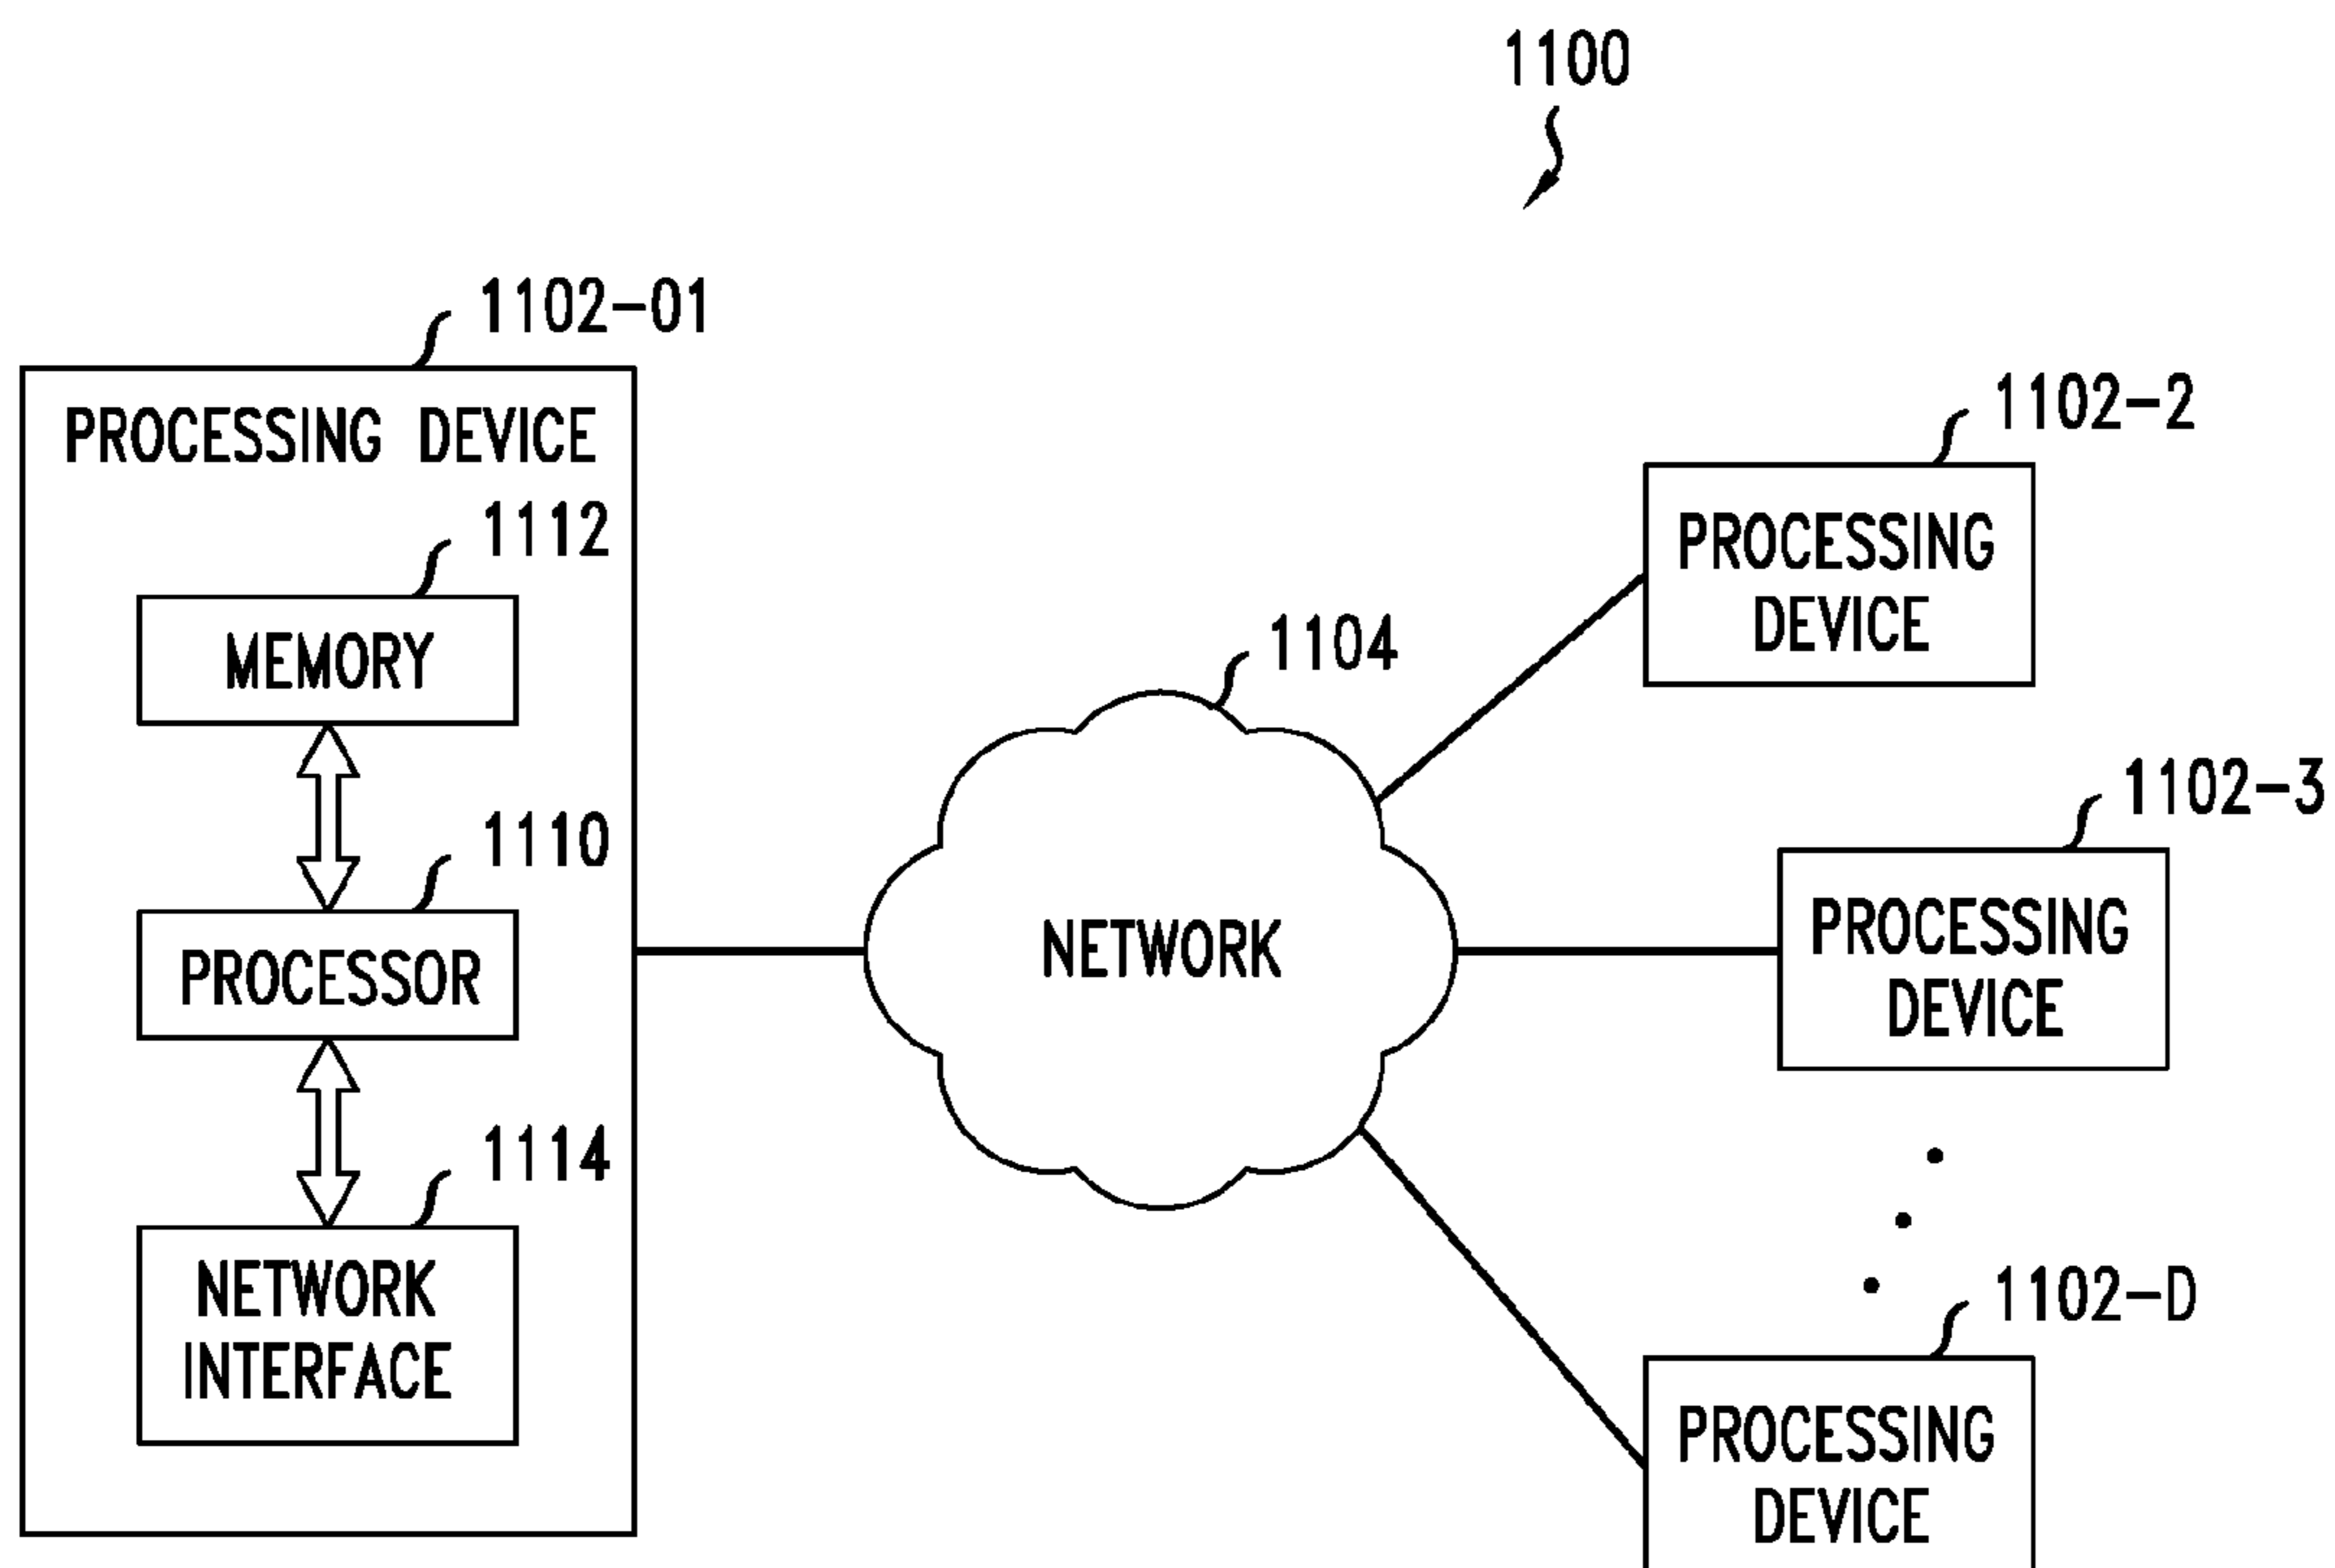 1100
1102-01
PROCESSING DEVICE
1112
MEMORY
1110
PROCESSOR
1114
NETWORK
INTERFACE
1104
NETWORK
1102-2
PROCESSING
DEVICE
1102-3
PROCESSING
DEVICE
1102-D
PROCESSING
DEVICE